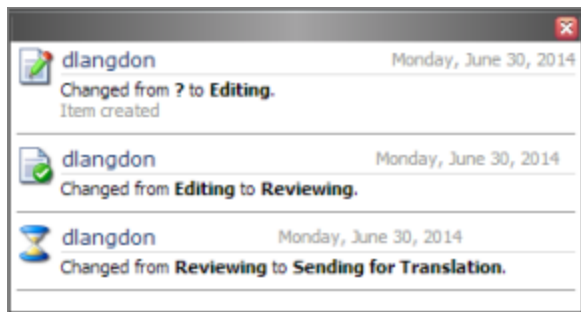 dlangdon Monday, June 30, 2014
Changed from ? to Editing.
Item created
dlangdon Monday, June 30, 2014
Changed from Editing to Reviewing.
dlangdon Monday, June 30, 2014
Changed from Reviewing to Sending for Translation.